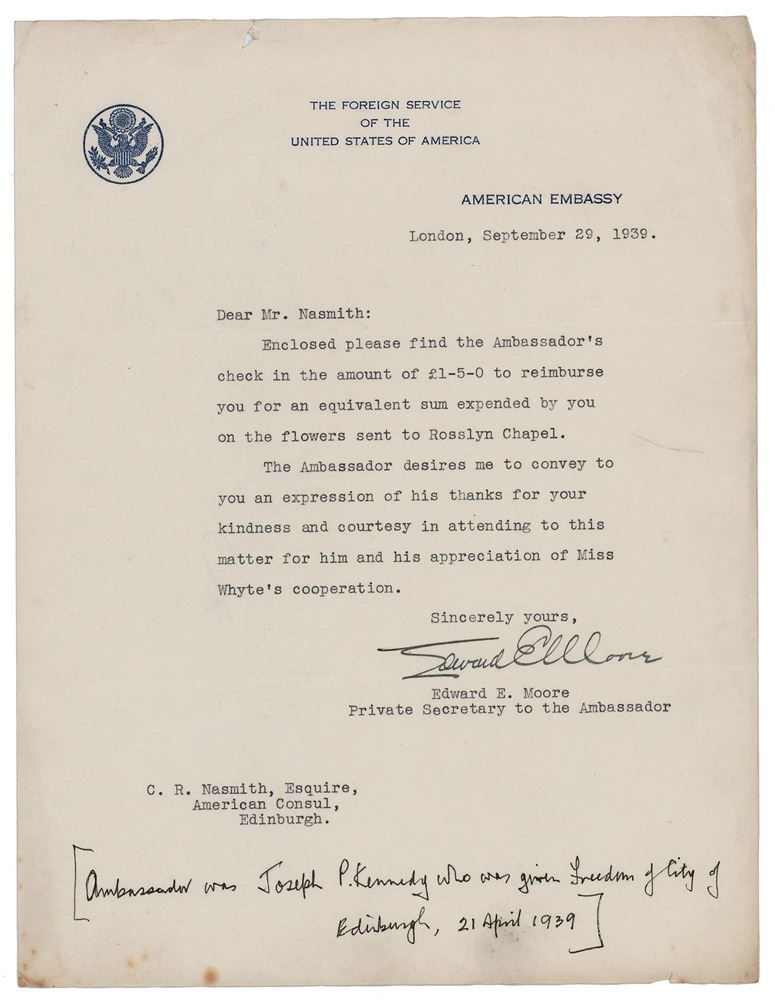 THE FOREIGN SERVICE
OF THE
UNITED STATES OF AMERICA
AMERICAN EMBASSY
London, September 29, 1939.
Dear Mr. Nasmith:
Enclosed please find the Ambassador's
check in the amount of £1-5-0 to reimburse
you for an equivalent sum expended by you
on the flowers sent to Rosslyn Chapel.
The Ambassador desires me to convey to
you an expression of his thanks for your
kindness and courtesy in attending to this
matter for him and his appreciation of Miss
Whyte's cooperation.
Sincerely yours,
Edward E Moore
Edward E. Moore
Private Secretary to the Ambassador
C. R. Nasmith, Esquire,
American Consul,
Edinburgh.
[Ambassador was Joseph P. Kennedy who was given Freedom of City of
Edinburgh, 21 April 1939]